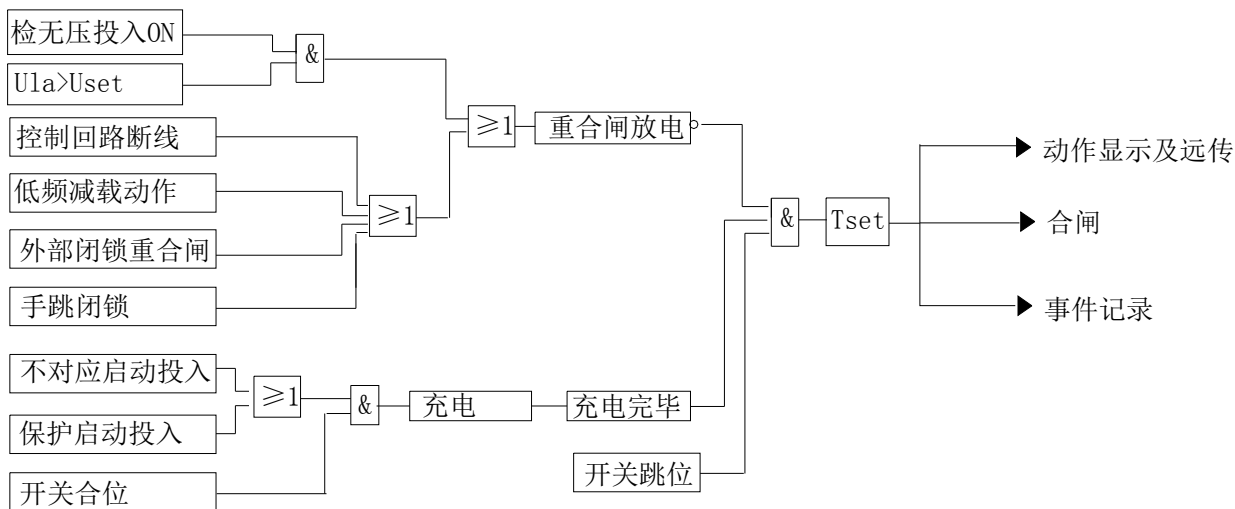 检无压投入ON
&
Ula>Uset
控制回路断线
≥1
重合闸放电
动作显示及远传
低频减载动作
≥1
&
Tset
合闸
外部闭锁重合闸
手跳闭锁
事件记录
不对应启动投入
≥1
&
充电
充电完毕
保护启动投入
开关跳位
开关合位